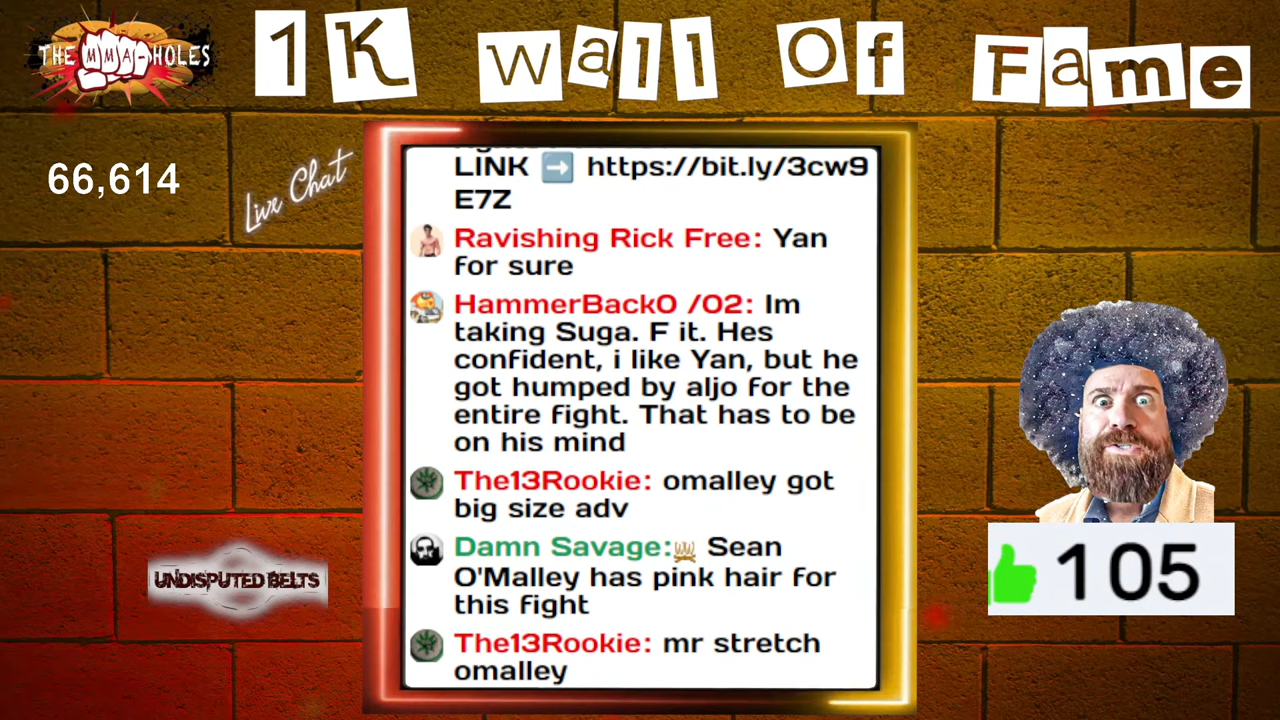 THE MMA-HOLES
1K Wall Of Fame
66,614
Live Chat
LINK ➡ https://bit.ly/3cw9
E7Z
Ravishing Rick Free: Yan
for sure
HammerBackO /O2: Im
taking Suga. F it. Hes
confident, i like Yan, but he
got humped by aljo for the
entire fight. That has to be
on his mind
The13Rookie: omalley got
big size adv
Damn Savage: Sean
O'Malley has pink hair for
this fight
The13Rookie: mr stretch
omalley
UNDISPUTED BELTS
105